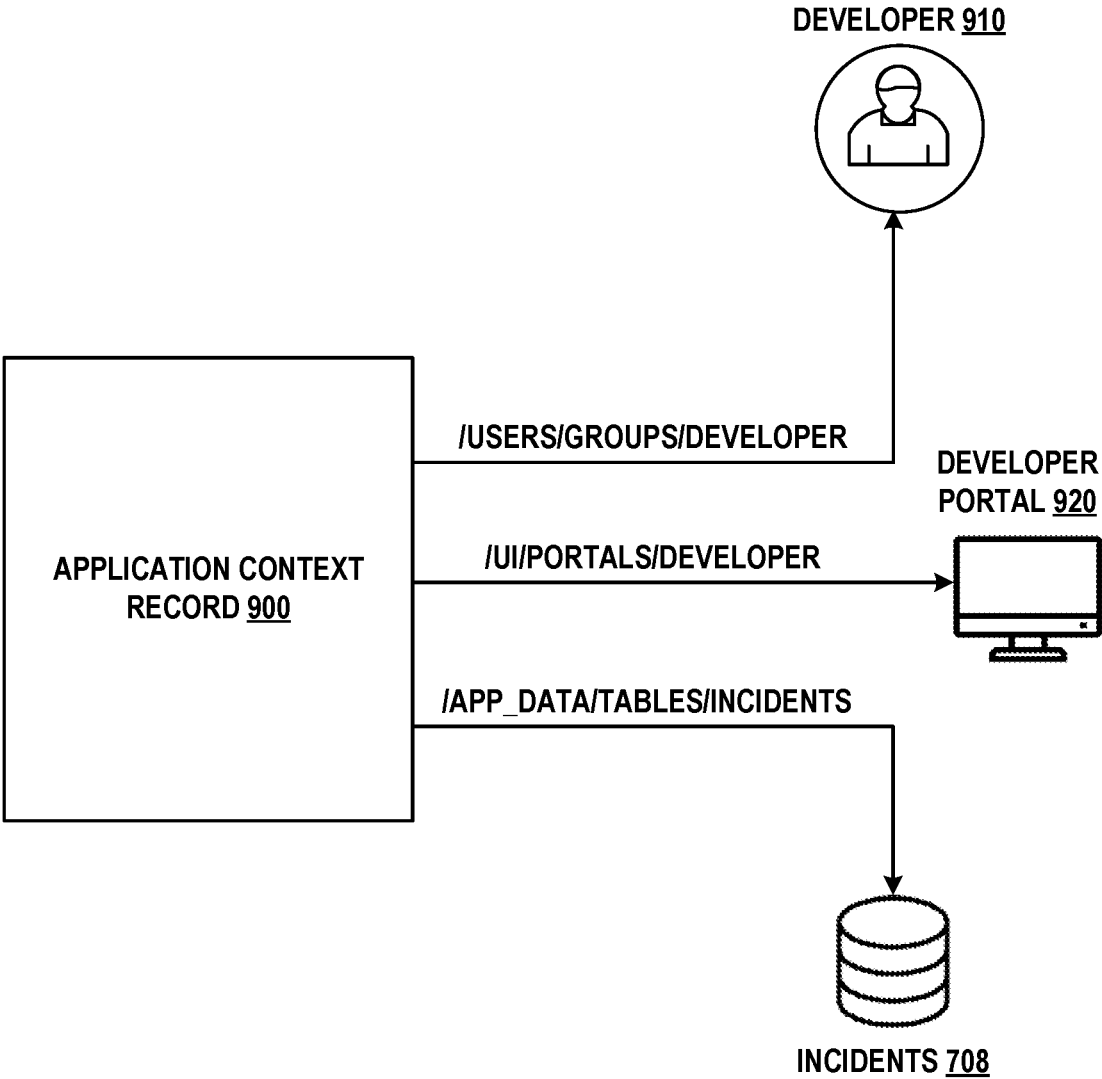 DEVELOPER 910
/USERS/GROUPS/DEVELOPER
DEVELOPER
PORTAL 920
/UI/PORTALS/DEVELOPER
APPLICATION CONTEXT
RECORD 900
/APP_DATA/TABLES/INCIDENTS
INCIDENTS 708